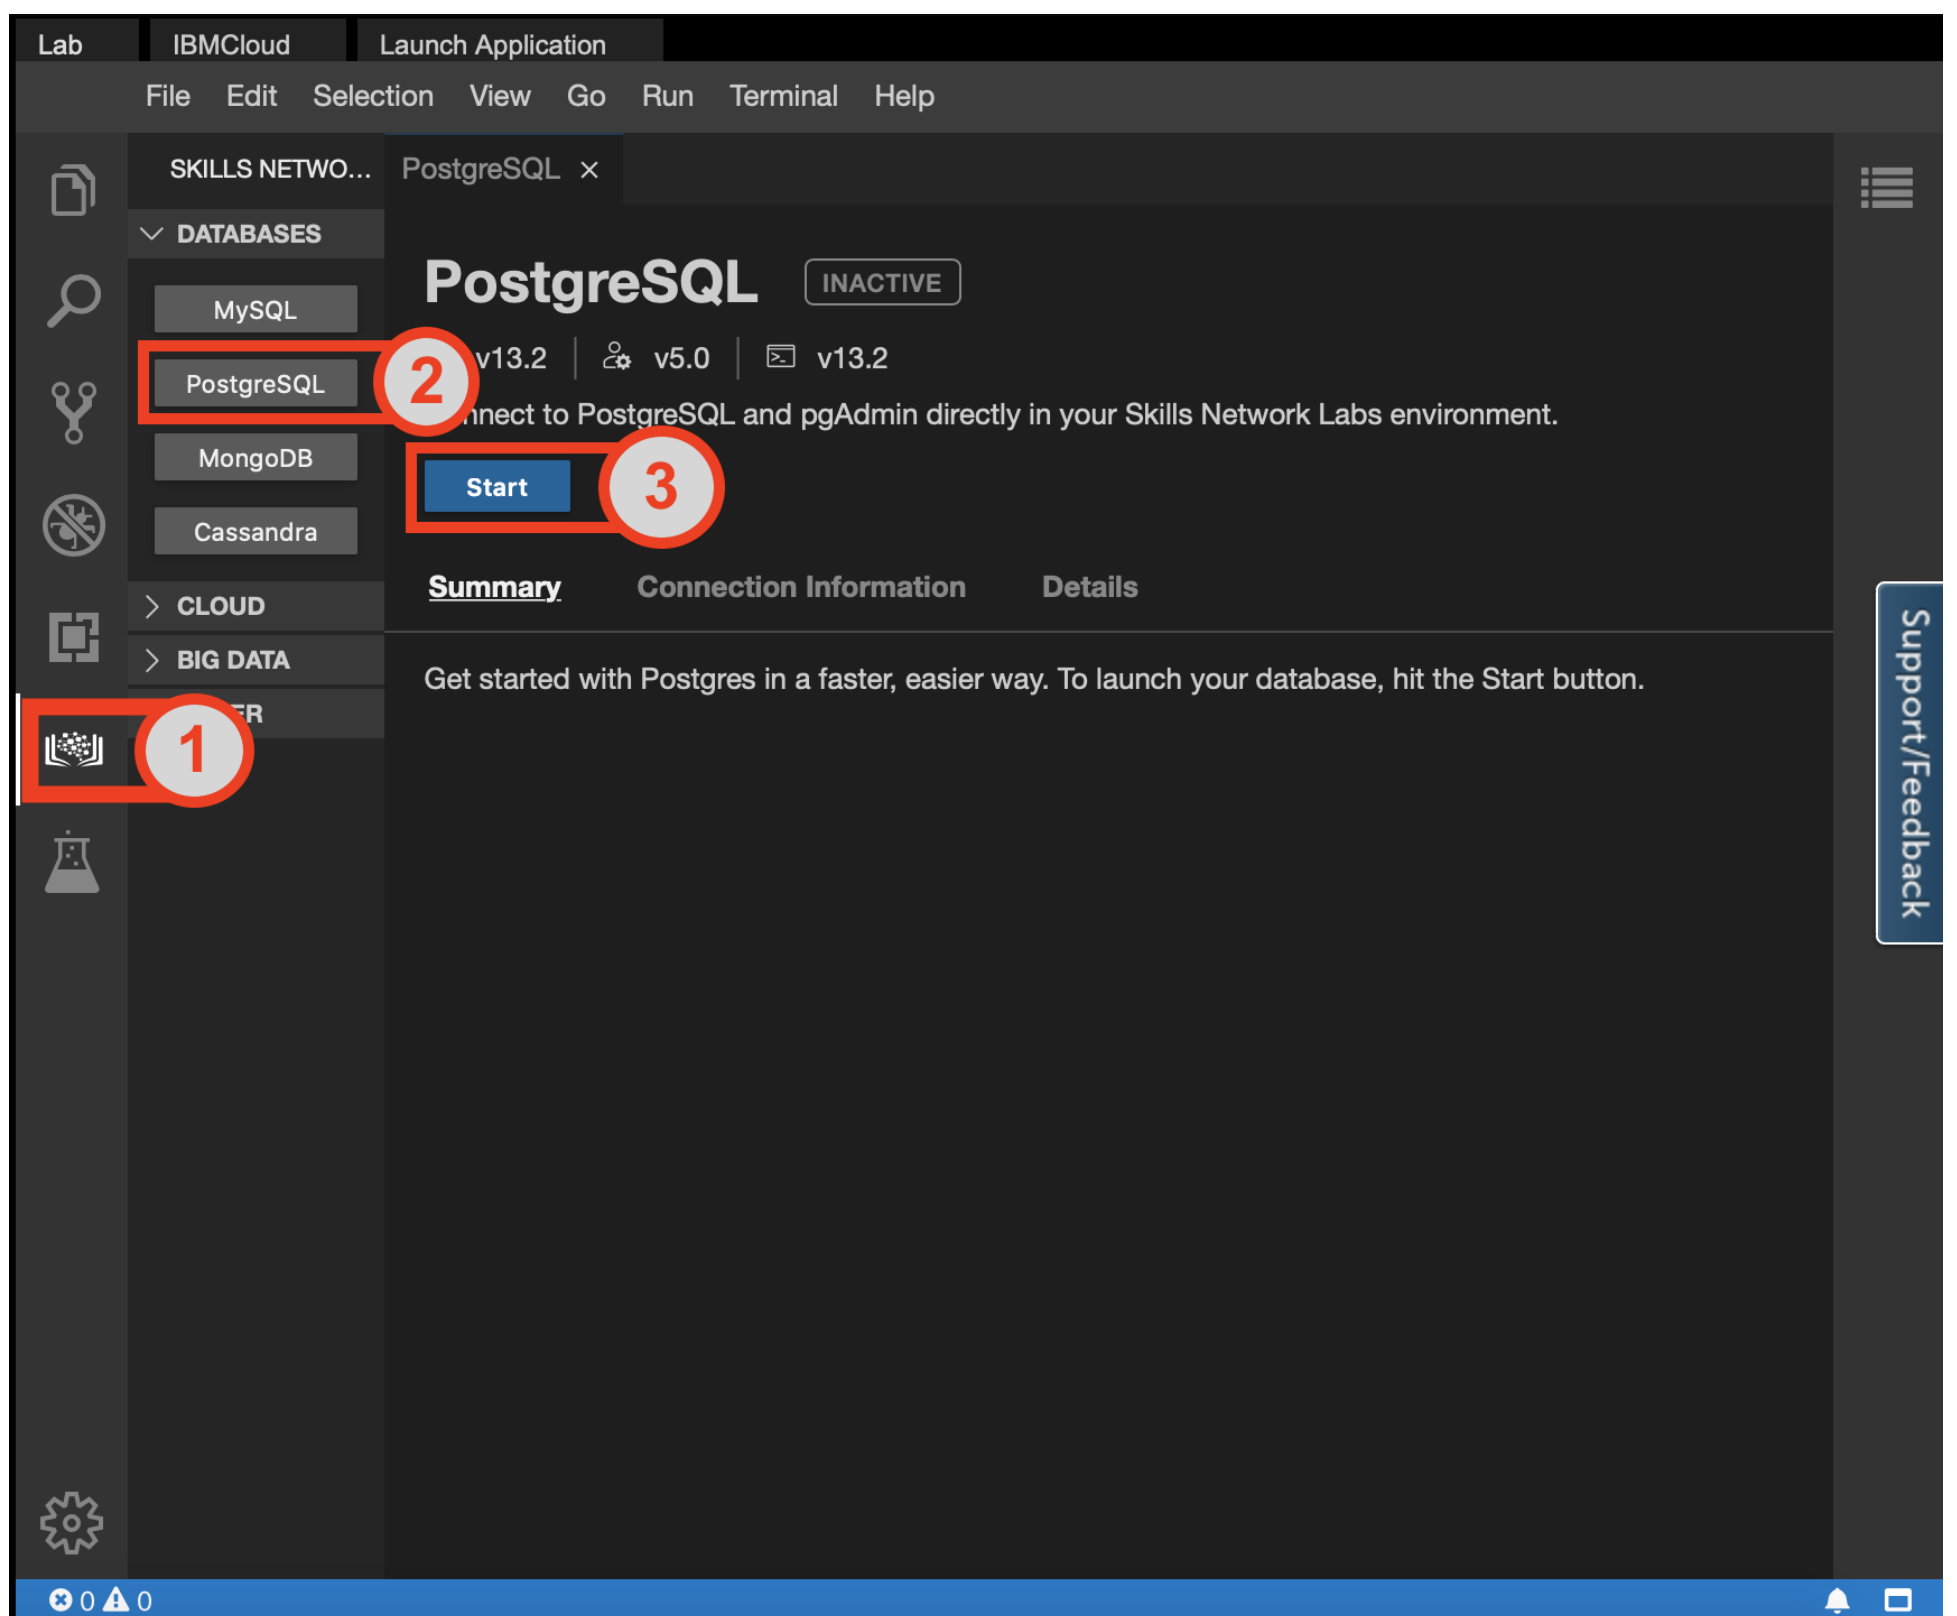 Lab IBMCloud Launch Application
File Edit Selection View Go Run Terminal Help
SKILLS NETWO... PostgreSQL ×
DATABASES
MySQL
PostgreSQL
MongoDB
Cassandra
CLOUD
BIG DATA
1
2
PostgreSQL INACTIVE
v13.2 v5.0 v13.2
to PostgreSQL and pgAdmin directly in your Skills Network Labs environment.
Start
3
Summary Connection Information Details
Get started with Postgres in a faster, easier way. To launch your database, hit the Start button.
Support/Feedback
0 0